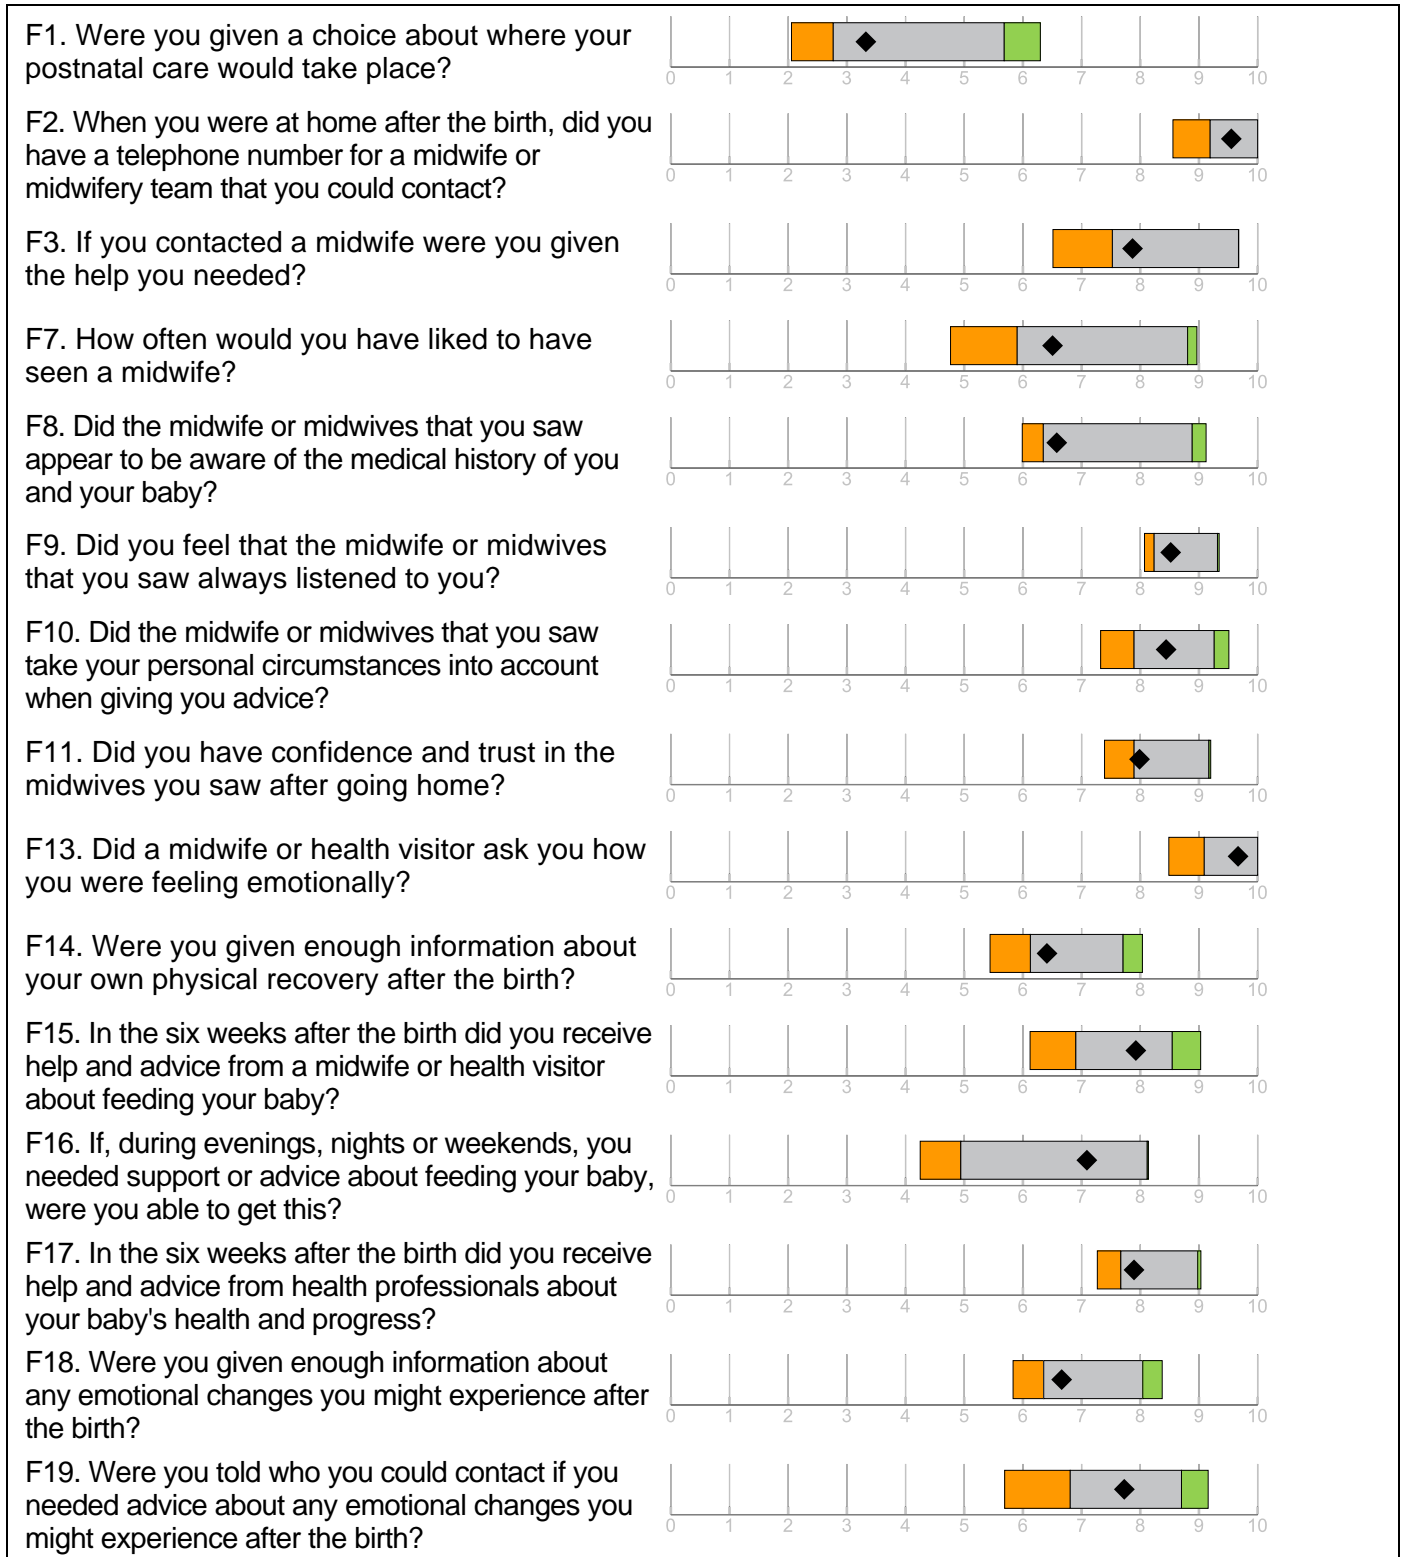 F1. Were you given a choice about where your
postnatal care would take place?
0 1 2 3 4 5 6 7 8 9 10
F2. When you were at home after the birth, did you
have a telephone number for a midwife or
midwifery team that you could contact?
0 1 2 3 4 5 6 7 8 9 10
F3. If you contacted a midwife were you given
the help you needed?
0 1 2 3 4 5 6 7 8 9 10
F7. How often would you have liked to have
seen a midwife?
0 1 2 3 4 5 6 7 8 9 10
F8. Did the midwife or midwives that you saw
appear to be aware of the medical history of you
and your baby?
0 1 2 3 4 5 6 7 8 9 10
F9. Did you feel that the midwife or midwives
that you saw always listened to you?
0 1 2 3 4 5 6 7 8 9 10
F10. Did the midwife or midwives that you saw
take your personal circumstances into account
when giving you advice?
0 1 2 3 4 5 6 7 8 9 10
F11. Did you have confidence and trust in the
midwives you saw after going home?
0 1 2 3 4 5 6 7 8 9 10
F13. Did a midwife or health visitor ask you how
you were feeling emotionally?
0 1 2 3 4 5 6 7 8 9 10
F14. Were you given enough information about
your own physical recovery after the birth?
0 1 2 3 4 5 6 7 8 9 10
F15. In the six weeks after the birth did you receive
help and advice from a midwife or health visitor
about feeding your baby?
0 1 2 3 4 5 6 7 8 9 10
F16. If, during evenings, nights or weekends, you
needed support or advice about feeding your baby,
were you able to get this?
0 1 2 3 4 5 6 7 8 9 10
F17. In the six weeks after the birth did you receive
help and advice from health professionals about
your baby's health and progress?
0 1 2 3 4 5 6 7 8 9 10
F18. Were you given enough information about
any emotional changes you might experience after
the birth?
0 1 2 3 4 5 6 7 8 9 10
F19. Were you told who you could contact if you
needed advice about any emotional changes you
might experience after the birth?
0 1 2 3 4 5 6 7 8 9 10